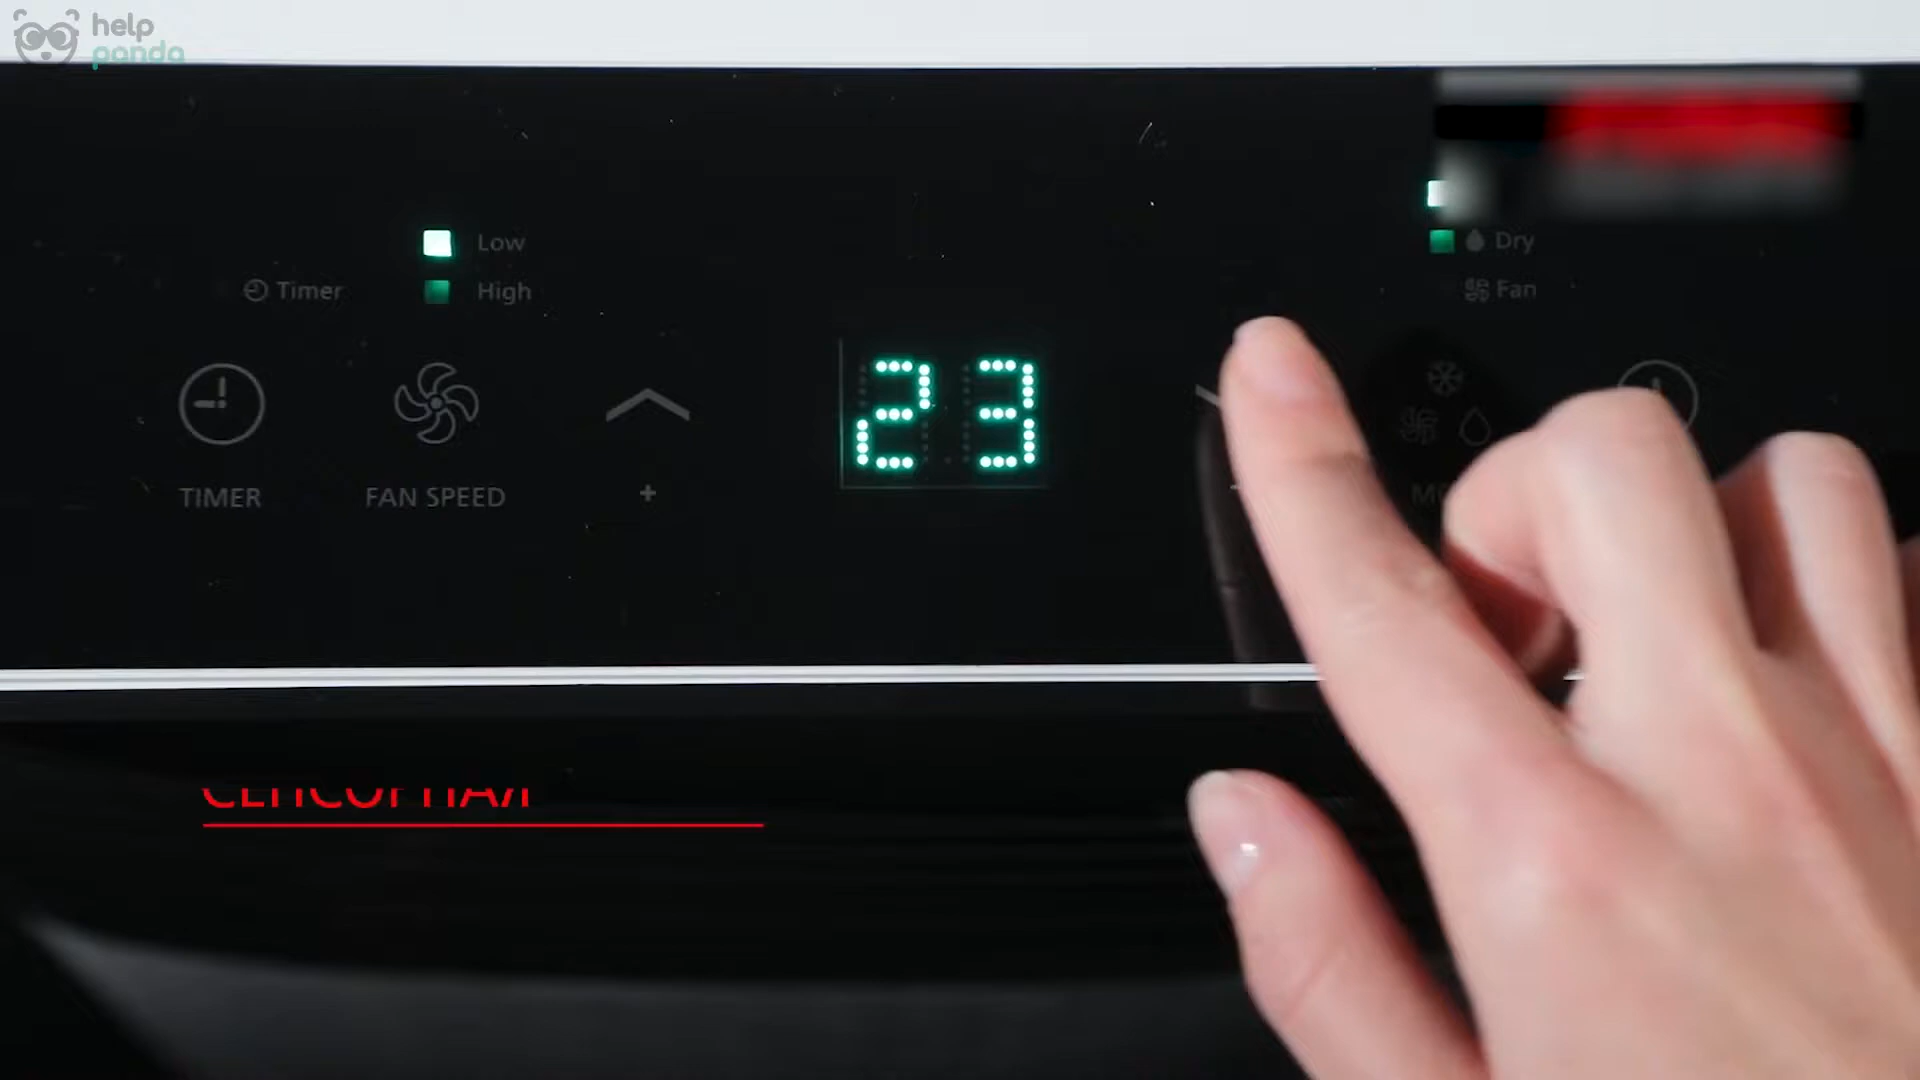 help
panda
Low
Dry
Timer
High
Fan
23
TIMER
FAN SPEED
+